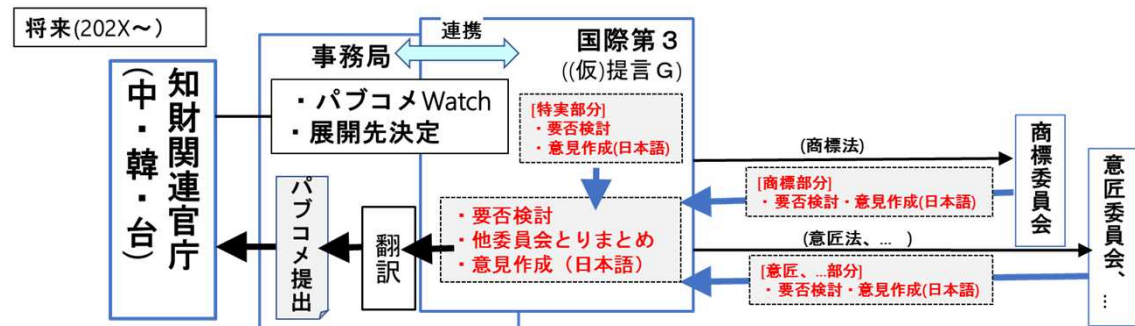 将来(202X～)
知財関連官庁
(中・韓・台)
事務局
連携
国際第３
((仮)提言Ｇ)
・パブコメWatch
・展開先決定
[特実部分]
・要否検討
・意見作成(日本語)
・要否検討
・他委員会とりまとめ
・意見作成（日本語）
翻訳
パブコメ提出
(商標法)
[商標部分]
・要否検討・意見作成(日本語)
商標委員会
(意匠法、… )
[意匠、…部分]
・要否検討・意見作成(日本語)
意匠委員会、…